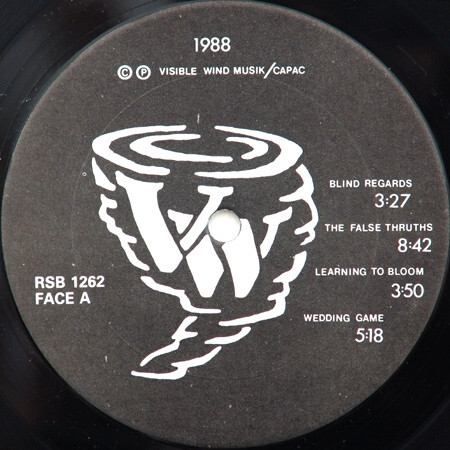 1988
© ℗ VISIBLE WIND MUSIK/CAPAC
VW
BLIND REGARDS
3:27
THE FALSE THRUTHS
8:42
LEARNING TO BLOOM
3:50
WEDDING GAME
5:18
RSB 1262
FACE A